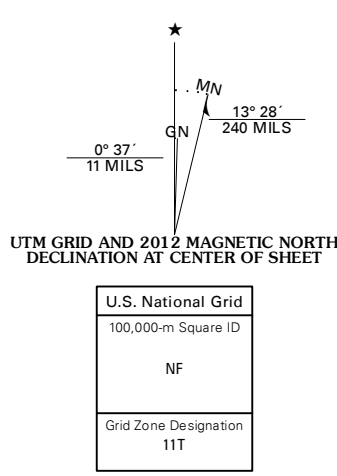 ★
MN
13° 28´
240 MILS
GN
0° 37´
11 MILS
UTM GRID AND 2012 MAGNETIC NORTH
DECLINATION AT CENTER OF SHEET
U.S. National Grid
100,000-m Square ID
NF
Grid Zone Designation
11T